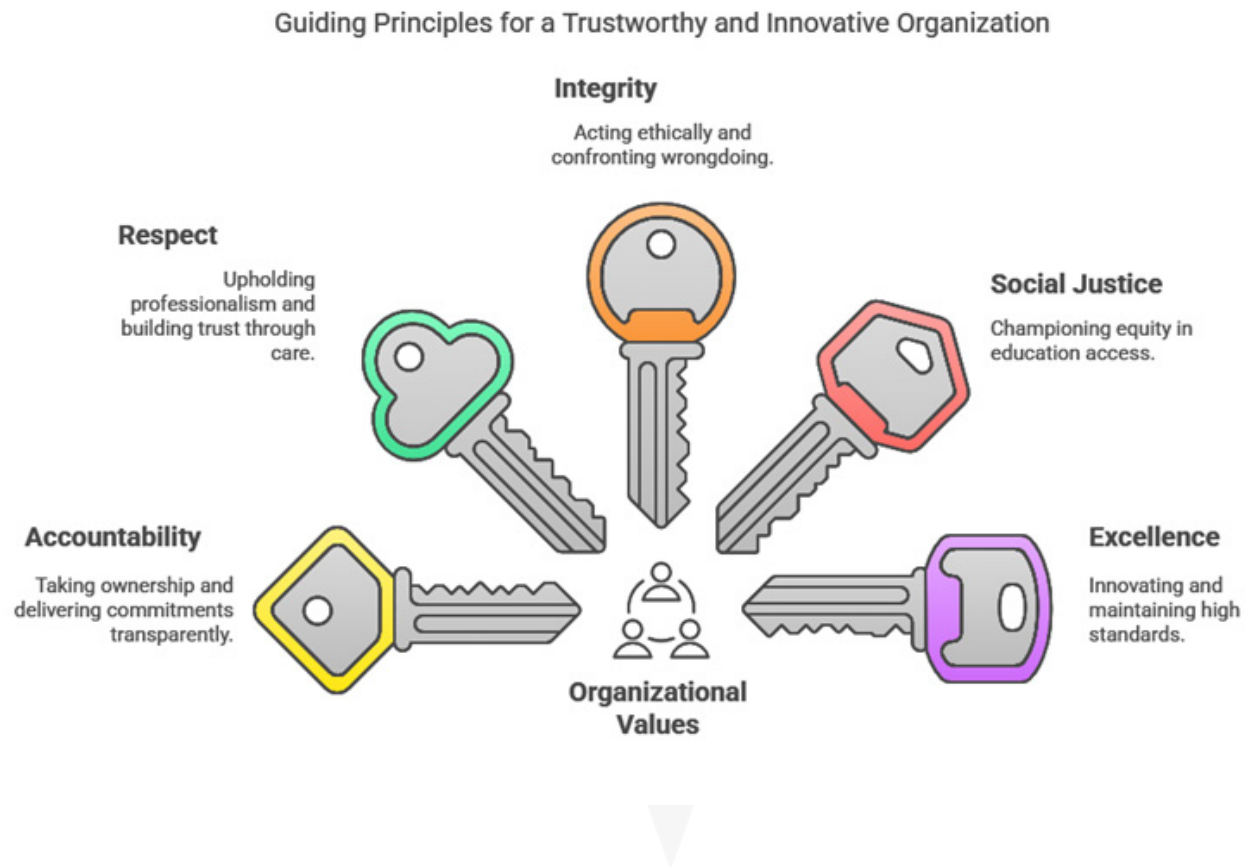 Guiding Principles for a Trustworthy and Innovative Organization
Integrity
Acting ethically and
confronting wrongdoing.
Respect
Upholding
professionalism and
building trust through
care.
Social Justice
Championing equity in
education access.
Accountability
Taking ownership and
delivering commitments
transparently.
Excellence
Innovating and
maintaining high
standards.
Organizational
Values